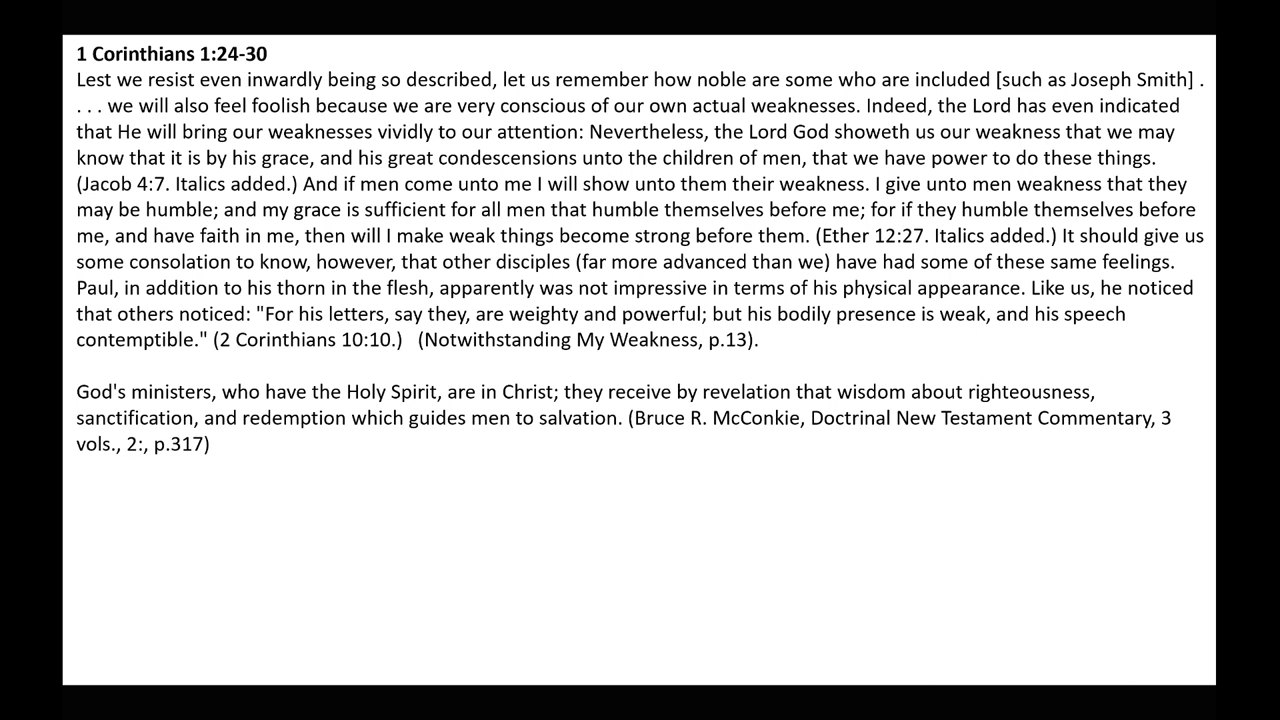 1 Corinthians 1:24-30
Lest we resist even inwardly being so described, let us remember how noble are some who are included [such as Joseph Smith] .
. . . we will also feel foolish because we are very conscious of our own actual weaknesses. Indeed, the Lord has even indicated
that He will bring our weaknesses vividly to our attention: Nevertheless, the Lord God showeth us our weakness that we may
know that it is by his grace, and his great condescensions unto the children of men, that we have power to do these things.
(Jacob 4:7. Italics added.) And if men come unto me I will show unto them their weakness. I give unto men weakness that they
may be humble; and my grace is sufficient for all men that humble themselves before me; for if they humble themselves before
me, and have faith in me, then will I make weak things become strong before them. (Ether 12:27. Italics added.) It should give us
some consolation to know, however, that other disciples (far more advanced than we) have had some of these same feelings.
Paul, in addition to his thorn in the flesh, apparently was not impressive in terms of his physical appearance. Like us, he noticed
that others noticed: "For his letters, say they, are weighty and powerful; but his bodily presence is weak, and his speech
contemptible." (2 Corinthians 10:10.)   (Notwithstanding My Weakness, p.13).
God's ministers, who have the Holy Spirit, are in Christ; they receive by revelation that wisdom about righteousness,
sanctification, and redemption which guides men to salvation. (Bruce R. McConkie, Doctrinal New Testament Commentary, 3
vols., 2:, p.317)